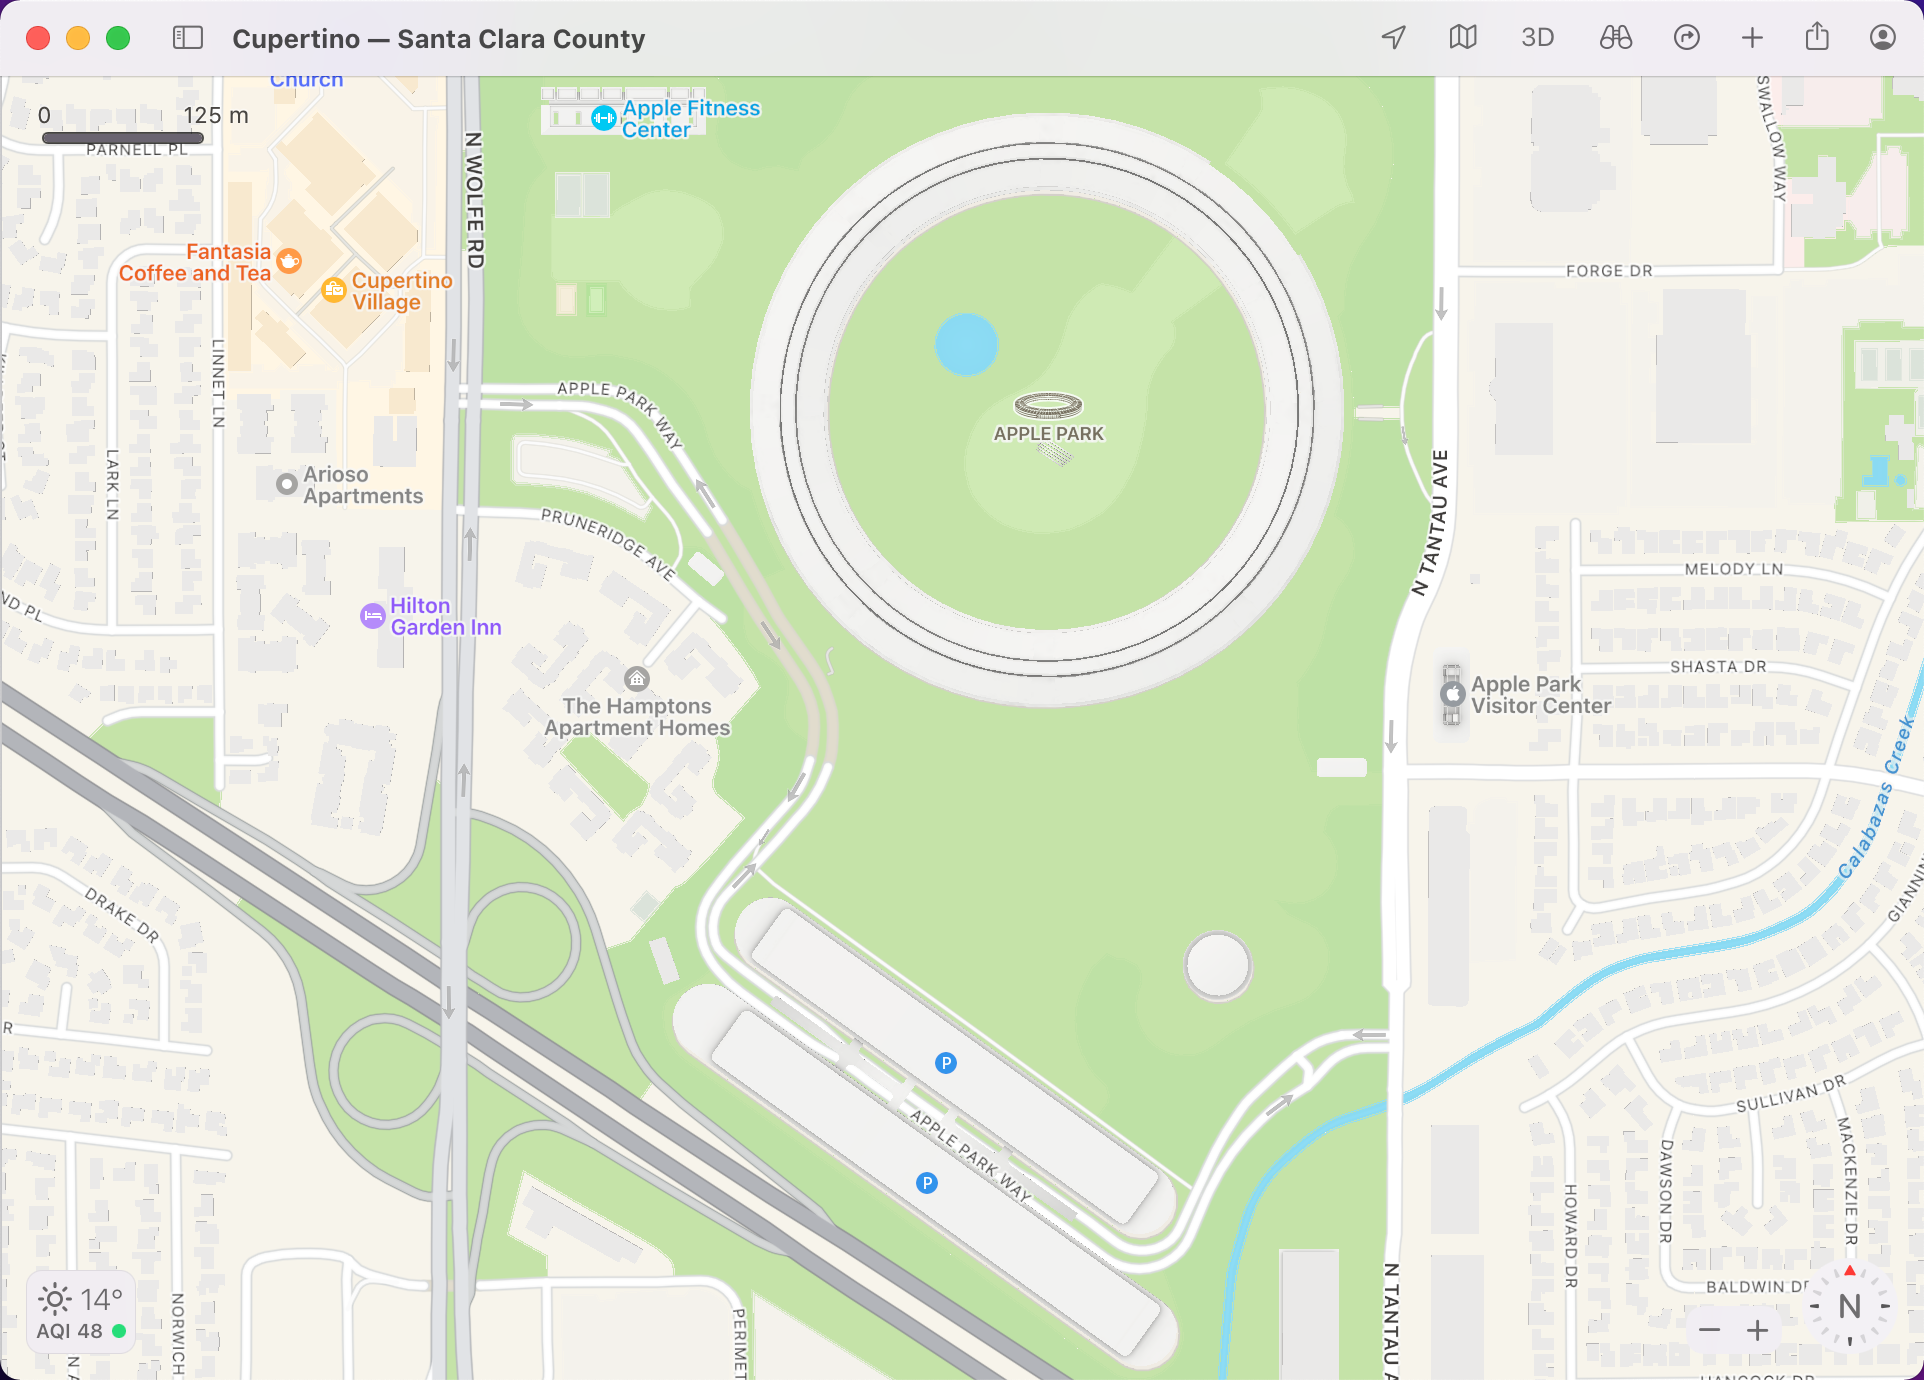 Cupertino — Santa Clara County
3D
Church
0 125 m
PARNELL PL
N WOLFE RD
Apple Fitness
Center
SWALLOW WAY
Fantasia
Coffee and Tea
Cupertino
Village
FORGE DR
LINNET LN
APPLE PARK WAY
APPLE PARK
LARK LN
Arioso
Apartments
N TANTAU AVE
PRUNERIDGE AVE
MELODY LN
ND PL
Hilton
Garden Inn
SHASTA DR
The Hamptons
Apartment Homes
Apple Park
Visitor Center
Calabazas Creek
DRAKE DR
GIANNIN
R
P
P
APPLE PARK WAY
SULLIVAN DR
MACKENZIE DR
DAWSON DR
HOWARD DR
BALDWIN DR
N TANTAU A
N
14°
AQI 48
NORWICH
N
PERIMET
HANCOCK DR